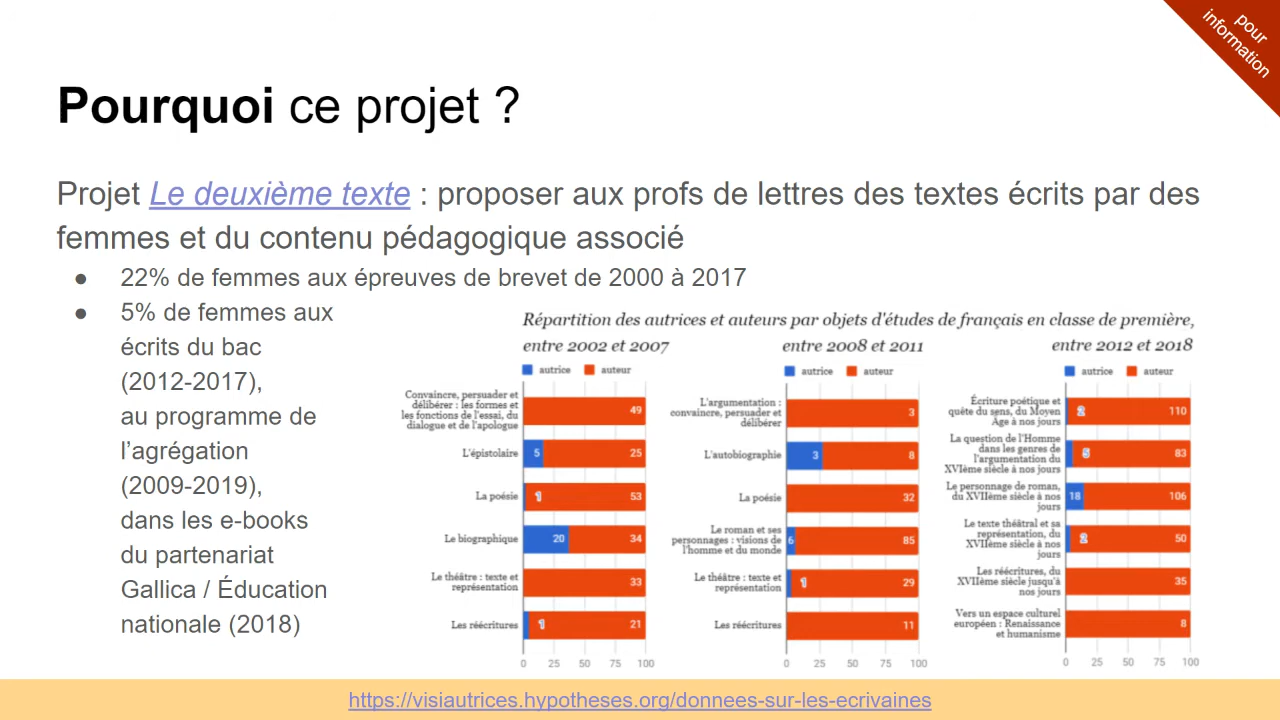 pour
information
Pourquoi ce projet ?
Projet Le deuxième texte : proposer aux profs de lettres des textes écrits par des
femmes et du contenu pédagogique associé
● 22% de femmes aux épreuves de brevet de 2000 à 2017
● 5% de femmes aux
écrits du bac
(2012-2017),
au programme de
l'agrégation
(2009-2019),
dans les e-books
du partenariat
Gallica / Éducation
nationale (2018)
Répartition des autrices et auteurs par objets d'études de français en classe de première,
entre 2002 et 2007
autrice auteur
Convaincre, persuader et
délibérer : les formes et
les fonctions de l'essai, du
dialogue et de l'apologue
49
L'épistolaire 5 25
La poésie 1 53
Le biographique 20 34
Le théâtre : texte et
représentation
33
Les réécritures 1 21
0 25 50 75 100
entre 2008 et 2011
autrice auteur
L'argumentation :
convaincre, persuader et
délibérer
3
L'autobiographie 3 8
La poésie 32
Le roman et ses
personnages : visions de
l'homme et du monde
6 85
Le théâtre : texte et
représentation
1 29
Les réécritures 11
0 25 50 75 100
entre 2012 et 2018
autrice auteur
Écriture poétique et
quête du sens, du Moyen
Âge à nos jours
2 110
La question de l'Homme
dans les genres de
l'argumentation du
XVIème siècle à nos jours
5 83
Le personnage de roman,
du XVIIème siècle à nos
jours
18 106
Le texte théâtral et sa
représentation, du
XVIIème siècle à nos
jours
2 50
Les réécritures, du
XVIIème siècle jusqu'à
nos jours
35
Vers un espace culturel
européen : Renaissance
et humanisme
8
0 25 50 75 100
https://visiautrices.hypotheses.org/donnees-sur-les-ecrivaines